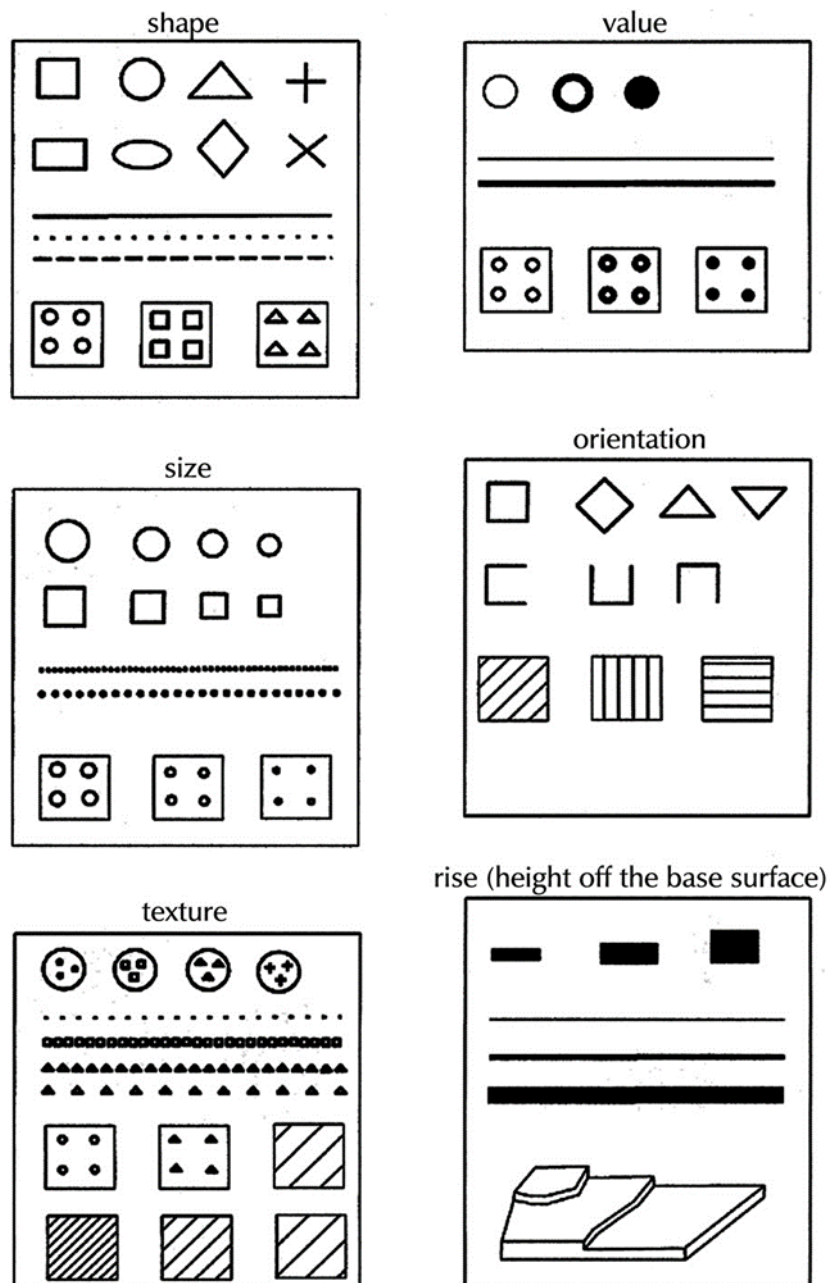 shape
value
size
orientation
texture
rise (height off the base surface)